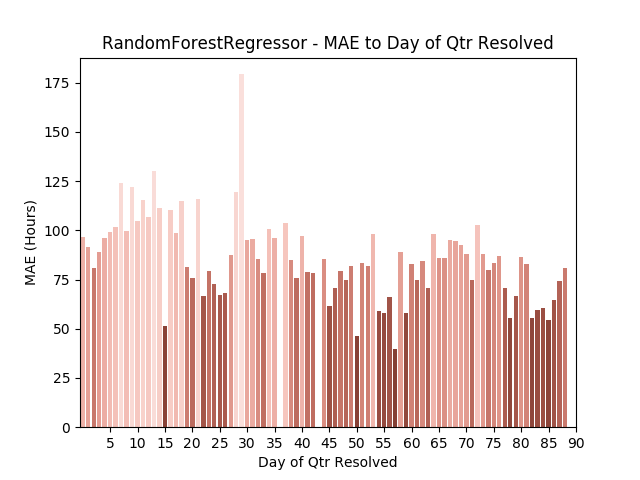 RandomForestRegressor - MAE to Day of Qtr Resolved
175
150
125
100
75
50
25
0
MAE (Hours)
5 10 15 20 25 30 35 40 45 50 55 60 65 70 75 80 85 90
Day of Qtr Resolved